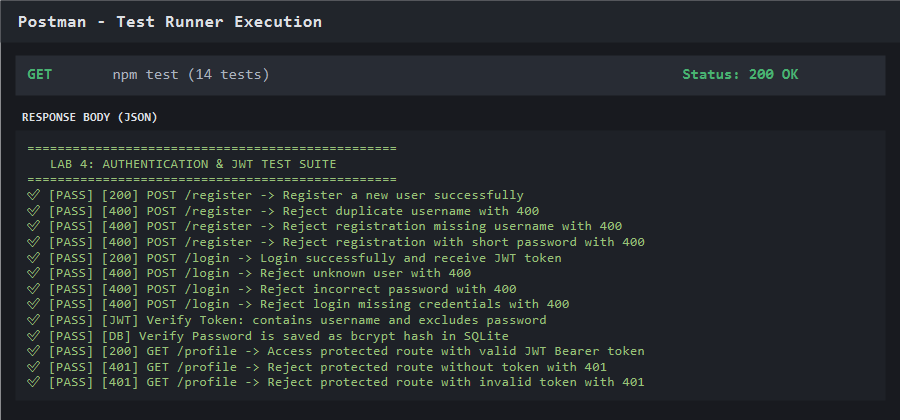 Postman - Test Runner Execution
GET npm test (14 tests) Status: 200 OK
RESPONSE BODY (JSON)
=================================================
LAB 4: AUTHENTICATION & JWT TEST SUITE
=================================================
✅ [PASS] [200] POST /register -> Register a new user successfully
✅ [PASS] [400] POST /register -> Reject duplicate username with 400
✅ [PASS] [400] POST /register -> Reject registration missing username with 400
✅ [PASS] [400] POST /register -> Reject registration with short password with 400
✅ [PASS] [200] POST /login -> Login successfully and receive JWT token
✅ [PASS] [400] POST /login -> Reject unknown user with 400
✅ [PASS] [400] POST /login -> Reject incorrect password with 400
✅ [PASS] [400] POST /login -> Reject login missing credentials with 400
✅ [PASS] [JWT] Verify Token: contains username and excludes password
✅ [PASS] [DB] Verify Password is saved as bcrypt hash in SQLite
✅ [PASS] [200] GET /profile -> Access protected route with valid JWT Bearer token
✅ [PASS] [401] GET /profile -> Reject protected route without token with 401
✅ [PASS] [401] GET /profile -> Reject protected route with invalid token with 401